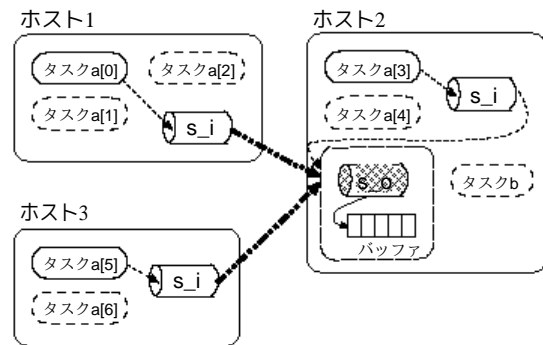 ホスト1
タスクa[0]
タスクa[2]
タスクa[1]
s_i
ホスト2
タスクa[3]
s_i
タスクa[4]
s_o
タスクb
バッファ
ホスト3
タスクa[5]
s_i
タスクa[6]